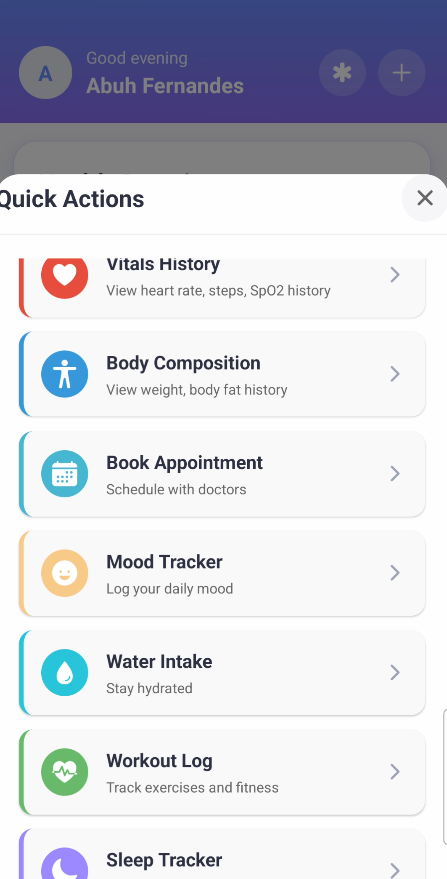 Good evening
A
Abuh Fernandes
Quick Actions
Vitals History
View heart rate, steps, SpO2 history
Body Composition
View weight, body fat history
Book Appointment
Schedule with doctors
Mood Tracker
Log your daily mood
Water Intake
Stay hydrated
Workout Log
Track exercises and fitness
Sleep Tracker